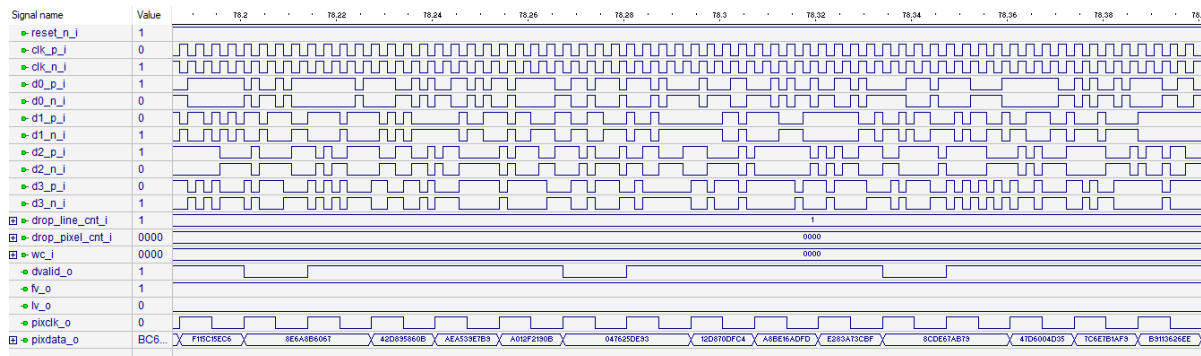 Signal name Value 78,2 78,22 78,24 78,26 78,28 78,3 78,32 78,34 78,36 78,38
reset_n_i 1
clk_p_i 0
clk_n_i 1
d0_p_i 1
d0_n_i 0
d1_p_i 0
d1_n_i 1
d2_p_i 1
d2_n_i 0
d3_p_i 0
d3_n_i 1
drop_line_cnt_i 1 1
drop_pixel_cnt_i 0000 0000
wc_i 0000 0000
dvalid_o 1
fv_o 1
lv_o 0
pixclk_o 0
pixdata_o BC6... F115C15EC6 8E6A8B6067 42D895860B AEA539E7B9 A012F2190B 047625DE93 12D870DFC4 A8BE16ADFD E283A73CBF 8CDE67AB79 47D6004D35 7C6E7B1AF9 B9113626EE